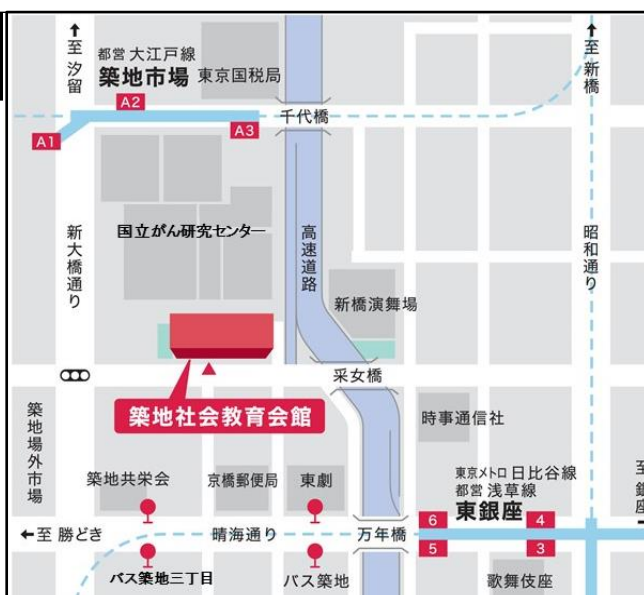 ↑至 汐留
都営 大江戸線
築地市場
東京国税局
↑至 新橋
A2
A1
A3
千代橋
新大橋通り
国立がん研究センター
高速道路
昭和通り
新橋演舞場
采女橋
築地社会教育会館
築地場外市場
時事通信社
築地共栄会
京橋郵便局
東劇
東京メトロ 日比谷線
都営 浅草線
東銀座
至 銀座
6
4
←至 勝どき
晴海通り
万年橋
5
3
バス築地三丁目
バス築地
歌舞伎座